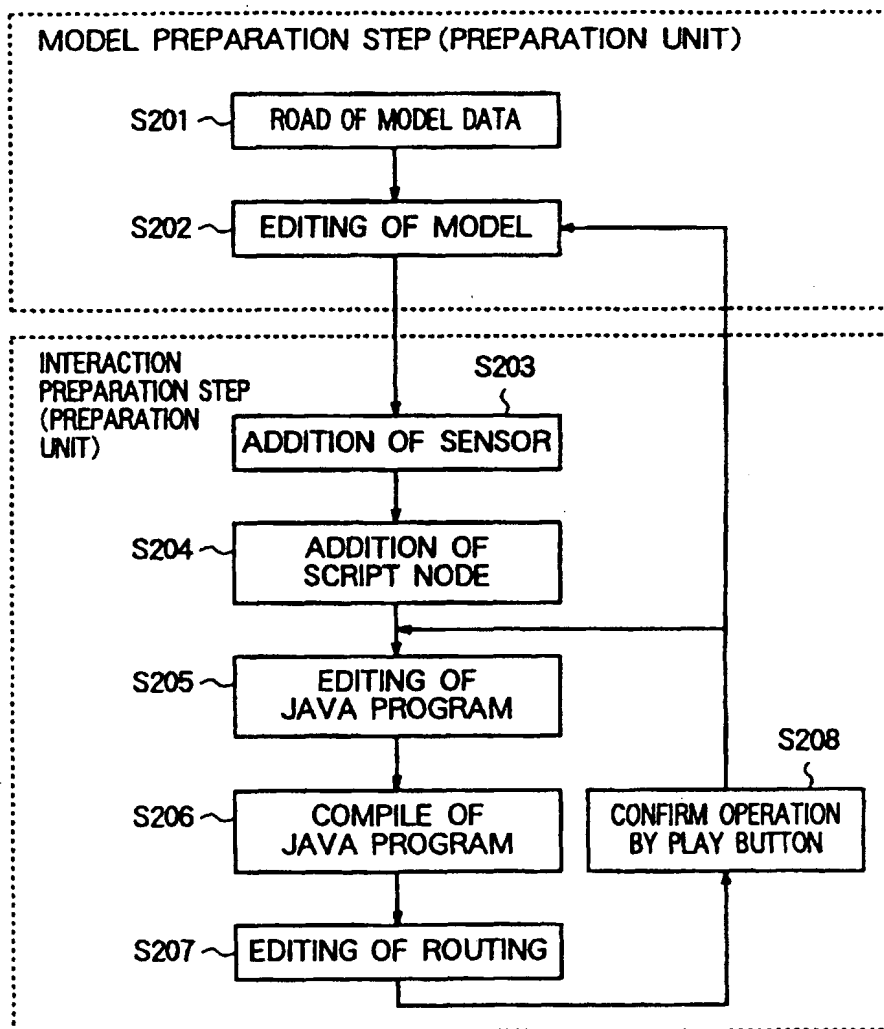 MODEL PREPARATION STEP (PREPARATION UNIT)
S201
ROAD OF MODEL DATA
S202
EDITING OF MODEL
INTERACTION
PREPARATION STEP
(PREPARATION
UNIT)
S203
ADDITION OF SENSOR
S204
ADDITION OF
SCRIPT NODE
S205
EDITING OF
JAVA PROGRAM
S206
COMPILE OF
JAVA PROGRAM
S208
CONFIRM OPERATION
BY PLAY BUTTON
S207
EDITING OF ROUTING